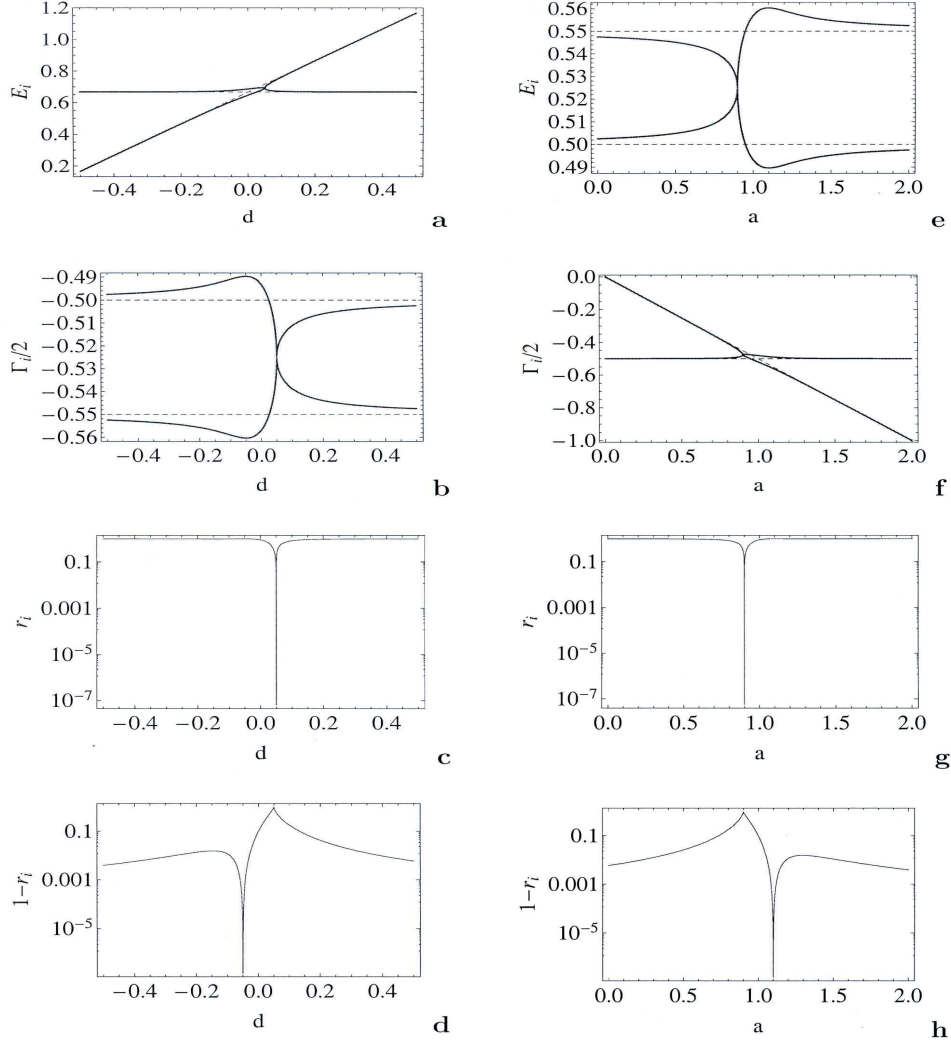 1.2
1.0
0.8
0.6
0.4
0.2
E_i
−0.4 −0.2 0.0 0.2 0.4
d
a
0.56
0.55
0.53
0.52
0.50
0.49
E_i
0.0 0.5 1.0 1.5 2.0
a
e
−0.49
−0.50
−0.51
−0.53
−0.54
−0.55
−0.56
Γ_i/2
−0.4 −0.2 0.0 0.2 0.4
d
b
0.0
−0.2
−0.4
−0.6
−0.8
−1.0
Γ_i/2
0.0 0.5 1.0 1.5 2.0
a
f
0.1
0.001
10^−5
10^−7
r_i
−0.4 −0.2 0.0 0.2 0.4
d
c
0.1
0.001
10^−5
10^−7
r_i
0.0 0.5 1.0 1.5 2.0
a
g
0.1
0.001
10^−5
1−r_i
−0.4 −0.2 0.0 0.2 0.4
d
d
0.1
0.001
10^−5
1−r_i
0.0 0.5 1.0 1.5 2.0
a
h